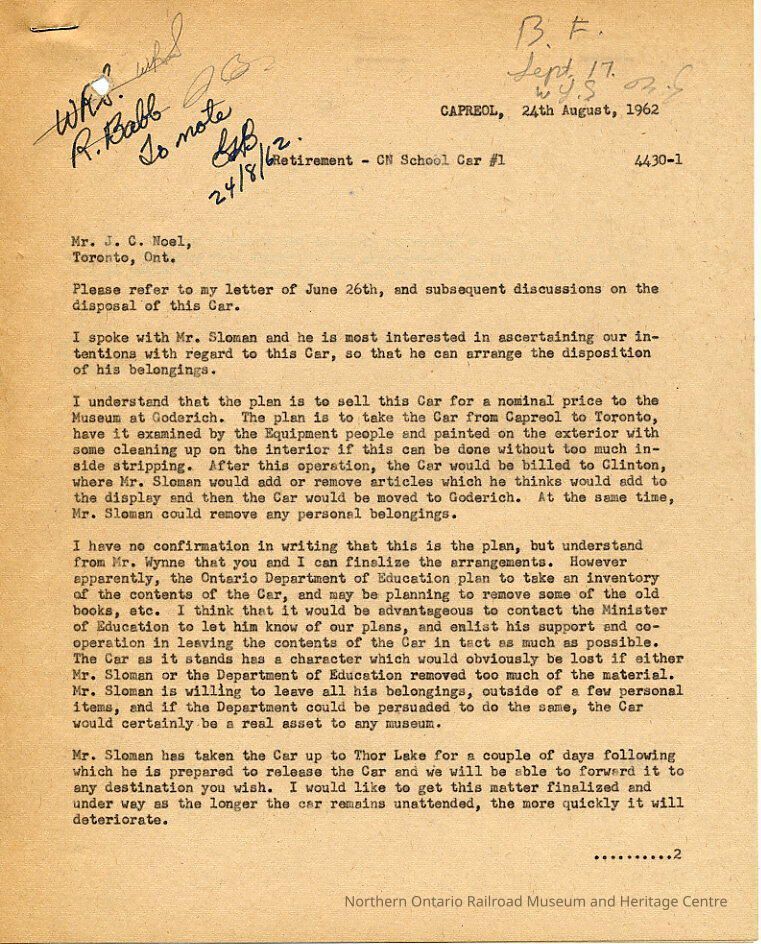 B. F.
Sept. 17.
WRS.
R. Babb
To note
24/8/62.
CAPREOL, 24th August, 1962
Retirement - CN School Car #1 4430-1
Mr. J. C. Noel,
Toronto, Ont.
Please refer to my letter of June 26th, and subsequent discussions on the
disposal of this Car.
I spoke with Mr. Sloman and he is most interested in ascertaining our in-
tentions with regard to this Car, so that he can arrange the disposition
of his belongings.
I understand that the plan is to sell this Car for a nominal price to the
Museum at Goderich. The plan is to take the Car from Capreol to Toronto,
have it examined by the Equipment people and painted on the exterior with
some cleaning up on the interior if this can be done without too much in-
side stripping. After this operation, the Car would be billed to Clinton,
where Mr. Sloman would add or remove articles which he thinks would add to
the display and then the Car would be moved to Goderich. At the same time,
Mr. Sloman could remove any personal belongings.
I have no confirmation in writing that this is the plan, but understand
from Mr. Wynne that you and I can finalize the arrangements. However
apparently, the Ontario Department of Education plan to take an inventory
of the contents of the Car, and may be planning to remove some of the old
books, etc. I think that it would be advantageous to contact the Minister
of Education to let him know of our plans, and enlist his support and co-
operation in leaving the contents of the Car in tact as much as possible.
The Car as it stands has a character which would obviously be lost if either
Mr. Sloman or the Department of Education removed too much of the material.
Mr. Sloman is willing to leave all his belongings, outside of a few personal
items, and if the Department could be persuaded to do the same, the Car
would certainly be a real asset to any museum.
Mr. Sloman has taken the Car up to Thor Lake for a couple of days following
which he is prepared to release the Car and we will be able to forward it to
any destination you wish. I would like to get this matter finalized and
under way as the longer the car remains unattended, the more quickly it will
deteriorate.
..........2
Northern Ontario Railroad Museum and Heritage Centre